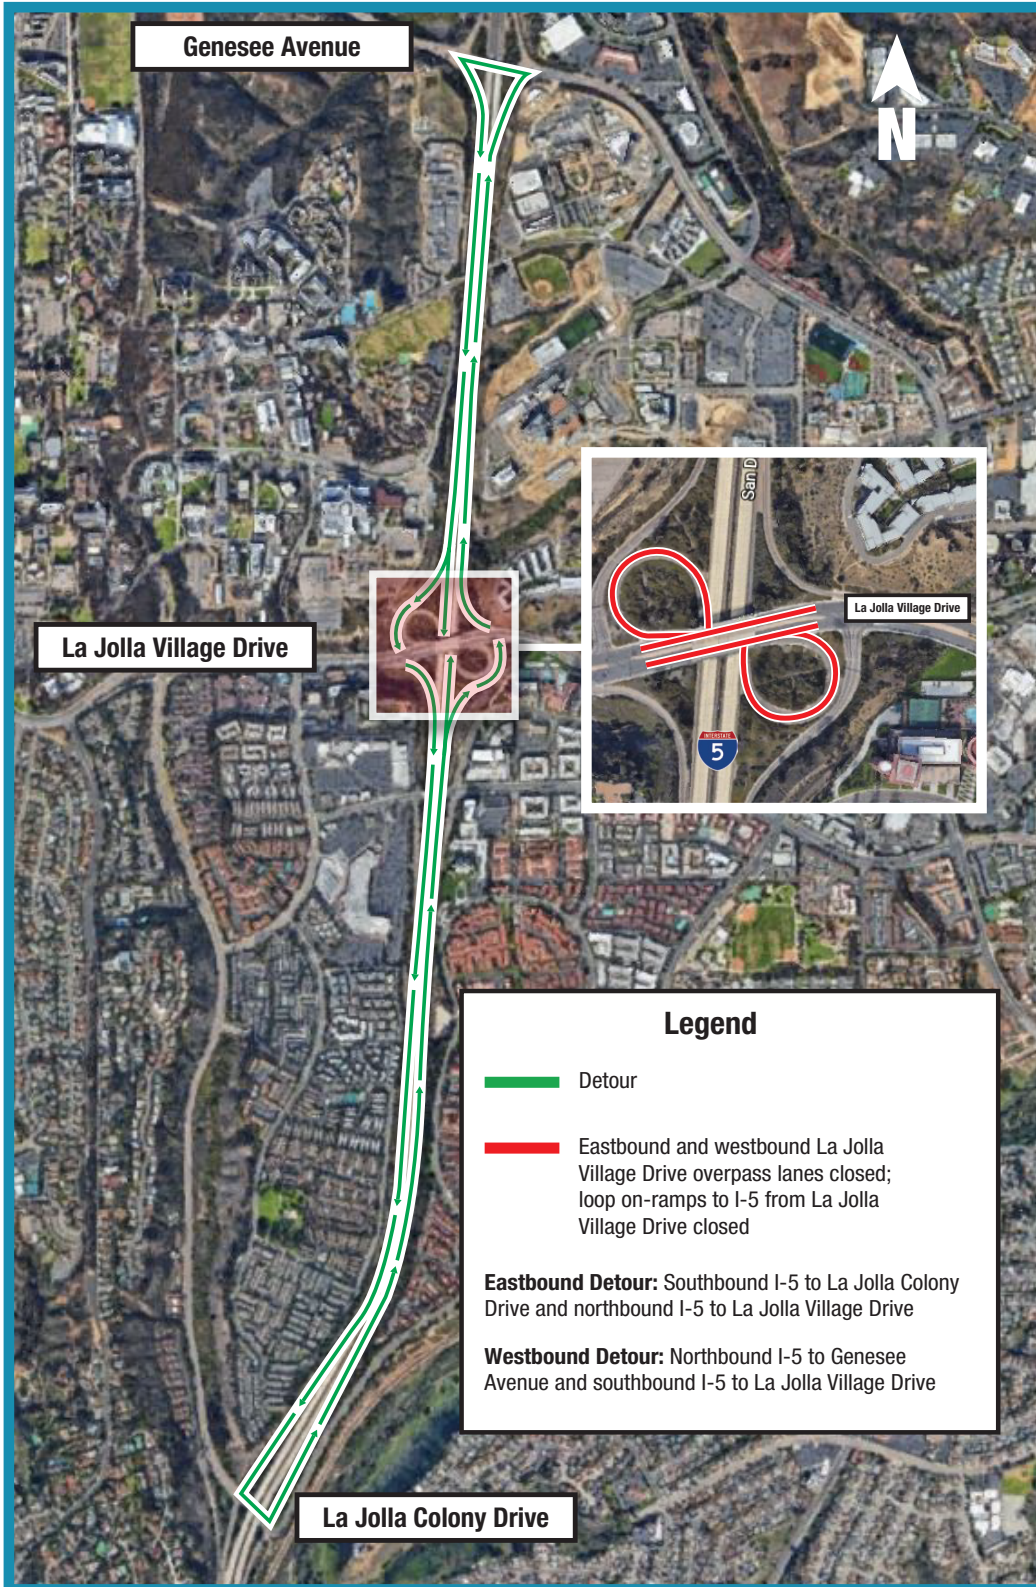 Genesee Avenue
N
San D
La Jolla Village Drive
La Jolla Village Drive
INTERSTATE
5
Legend
Detour
Eastbound and westbound La Jolla
Village Drive overpass lanes closed;
loop on-ramps to I-5 from La Jolla
Village Drive closed
Eastbound Detour: Southbound I-5 to La Jolla Colony
Drive and northbound I-5 to La Jolla Village Drive
Westbound Detour: Northbound I-5 to Genesee
Avenue and southbound I-5 to La Jolla Village Drive
La Jolla Colony Drive